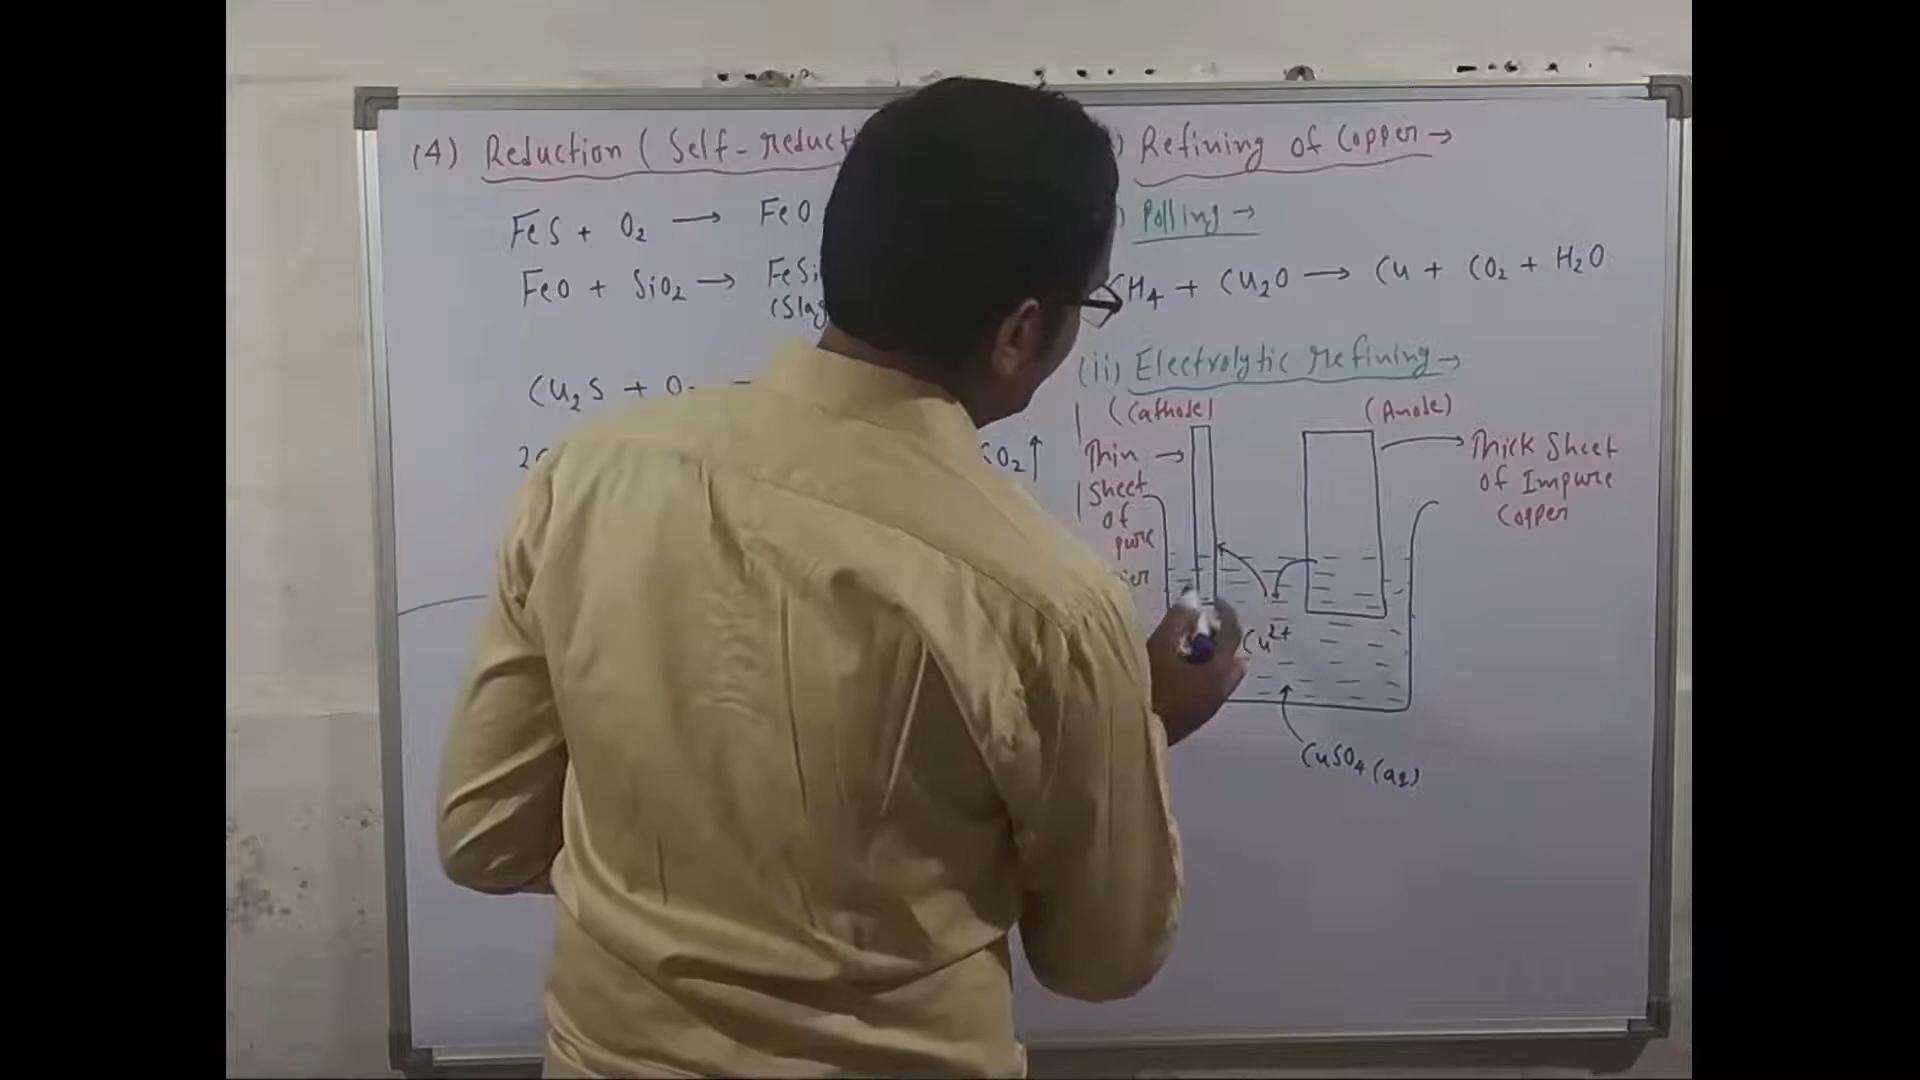 (4) Reduction (Self-reduct
FeS + O₂ → FeO
FeO + SiO₂ → FeSi
(Slag
Cu₂S + O
) Refining of Copper →
) Polling →
CH₄ + Cu₂O → Cu + CO₂ + H₂O
(ii) Electrolytic refining →
(Cathode) (Anode)
Thin →
Sheet
of
pure
Thick Sheet
of Impure
Copper
Cu²⁺
CuSO₄ (aq)